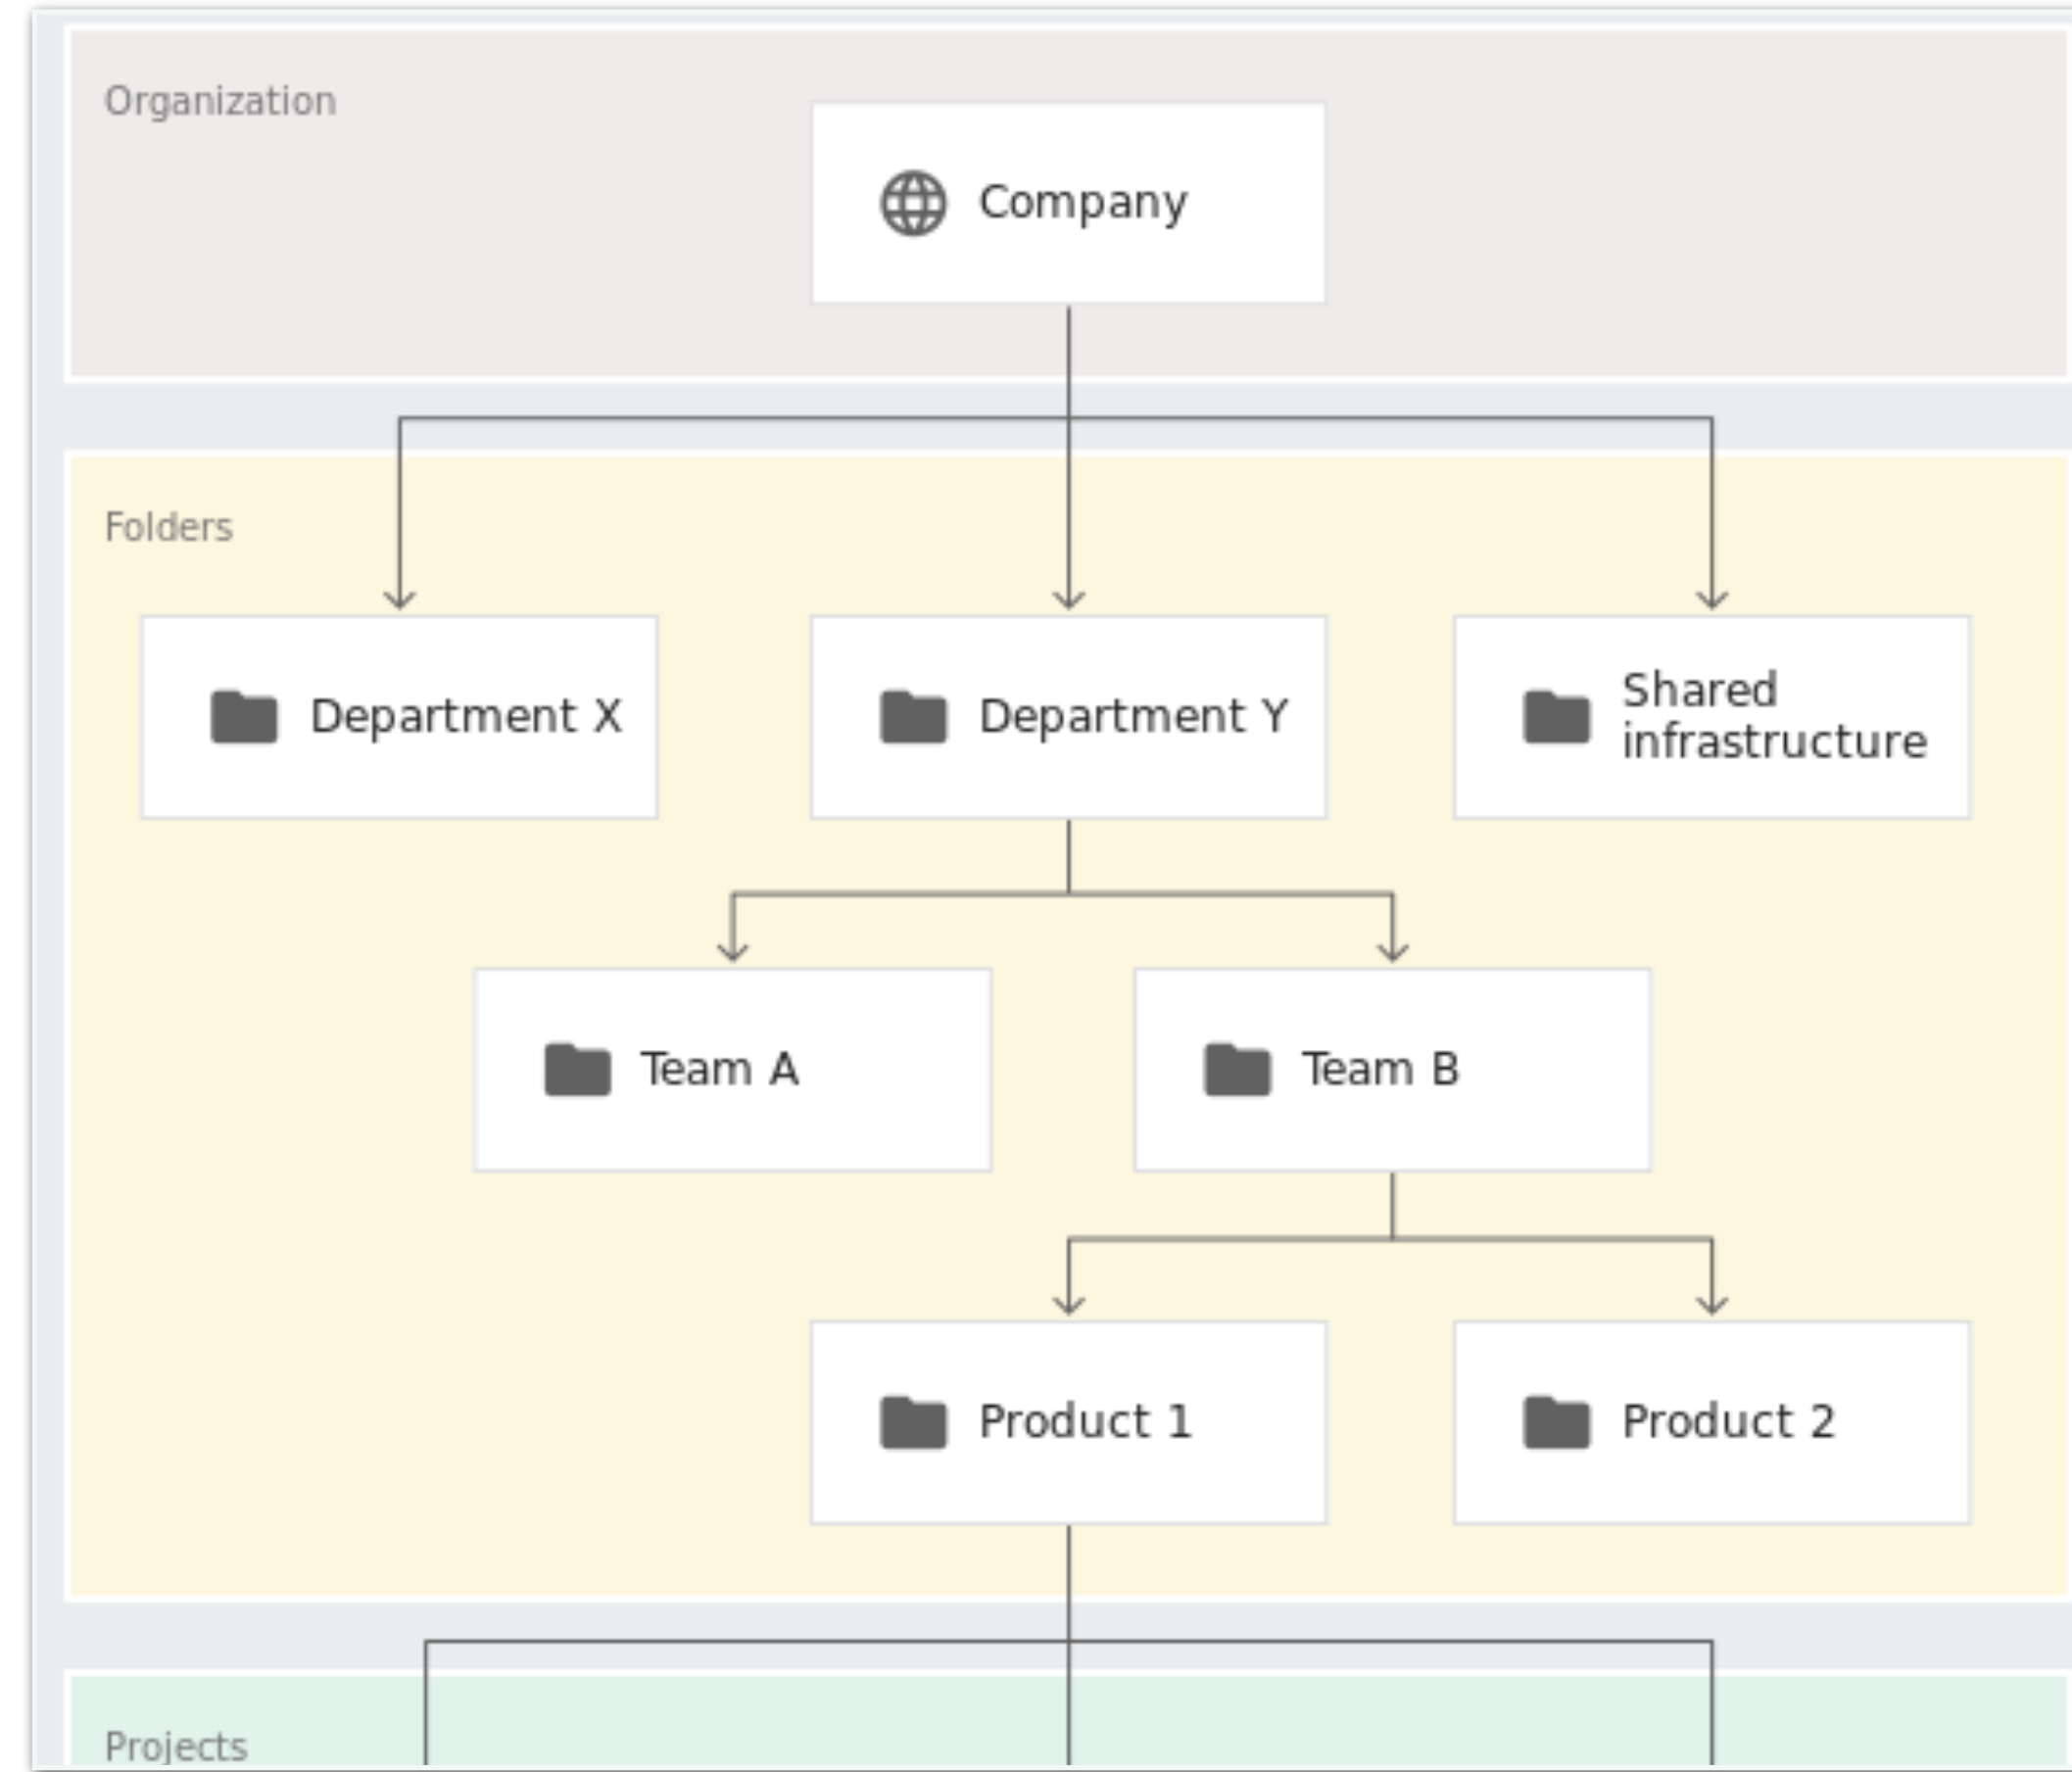 Organization
Company
Folders
Department X
Department Y
Shared
infrastructure
Team A
Team B
Product 1
Product 2
Projects